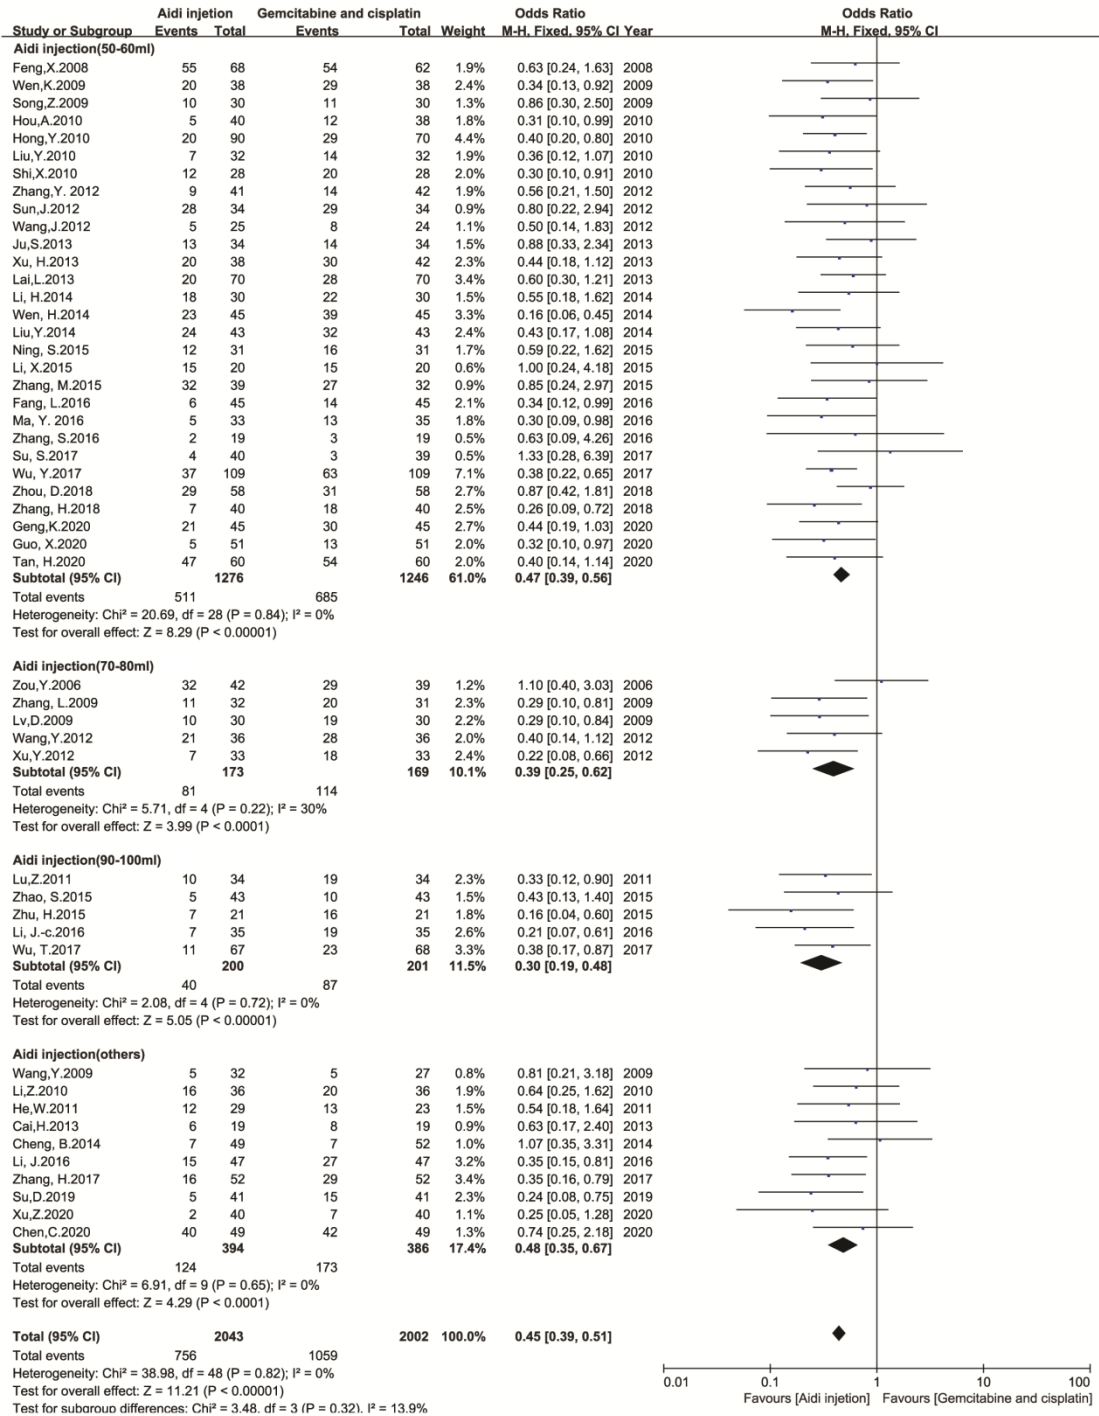 Aidi injetion Gemcitabine and cisplatin Odds Ratio Odds Ratio
Study or Subgroup Events Total Events Total Weight M-H, Fixed, 95% CI Year M-H, Fixed, 95% CI
Aidi injection(50-60ml)
Feng,X.2008 55 68 54 62 1.9% 0.63 [0.24, 1.63] 2008
Wen,K.2009 20 38 29 38 2.4% 0.34 [0.13, 0.92] 2009
Song,Z.2009 10 30 11 30 1.3% 0.86 [0.30, 2.50] 2009
Hou,A.2010 5 40 12 38 1.8% 0.31 [0.10, 0.99] 2010
Hong,Y.2010 20 90 29 70 4.4% 0.40 [0.20, 0.80] 2010
Liu,Y.2010 7 32 14 32 1.9% 0.36 [0.12, 1.07] 2010
Shi,X.2010 12 28 20 28 2.0% 0.30 [0.10, 0.91] 2010
Zhang,Y. 2012 9 41 14 42 1.9% 0.56 [0.21, 1.50] 2012
Sun,J.2012 28 34 29 34 0.9% 0.80 [0.22, 2.94] 2012
Wang,J.2012 5 25 8 24 1.1% 0.50 [0.14, 1.83] 2012
Ju,S.2013 13 34 14 34 1.5% 0.88 [0.33, 2.34] 2013
Xu, H.2013 20 38 30 42 2.3% 0.44 [0.18, 1.12] 2013
Lai,L.2013 20 70 28 70 3.4% 0.60 [0.30, 1.21] 2013
Li, H.2014 18 30 22 30 1.5% 0.55 [0.18, 1.62] 2014
Wen, H.2014 23 45 39 45 3.3% 0.16 [0.06, 0.45] 2014
Liu,Y.2014 24 43 32 43 2.4% 0.43 [0.17, 1.08] 2014
Ning, S.2015 12 31 16 31 1.7% 0.59 [0.22, 1.62] 2015
Li, X.2015 15 20 15 20 0.6% 1.00 [0.24, 4.18] 2015
Zhang, M.2015 32 39 27 32 0.9% 0.85 [0.24, 2.97] 2015
Fang, L.2016 6 45 14 45 2.1% 0.34 [0.12, 0.99] 2016
Ma, Y. 2016 5 33 13 35 1.8% 0.30 [0.09, 0.98] 2016
Zhang, S.2016 2 19 3 19 0.5% 0.63 [0.09, 4.26] 2016
Su, S.2017 4 40 3 39 0.5% 1.33 [0.28, 6.39] 2017
Wu, Y.2017 37 109 63 109 7.1% 0.38 [0.22, 0.65] 2017
Zhou, D.2018 29 58 31 58 2.7% 0.87 [0.42, 1.81] 2018
Zhang, H.2018 7 40 18 40 2.5% 0.26 [0.09, 0.72] 2018
Geng,K.2020 21 45 30 45 2.7% 0.44 [0.19, 1.03] 2020
Guo, X.2020 5 51 13 51 2.0% 0.32 [0.10, 0.97] 2020
Tan, H.2020 47 60 54 60 2.0% 0.40 [0.14, 1.14] 2020
Subtotal (95% CI) 1276 1246 61.0% 0.47 [0.39, 0.56]
Total events 511 685
Heterogeneity: Chi² = 20.69, df = 28 (P = 0.84); I² = 0%
Test for overall effect: Z = 8.29 (P < 0.00001)
Aidi injection(70-80ml)
Zou,Y.2006 32 42 29 39 1.2% 1.10 [0.40, 3.03] 2006
Zhang, L.2009 11 32 20 31 2.3% 0.29 [0.10, 0.81] 2009
Lv,D.2009 10 30 19 30 2.2% 0.29 [0.10, 0.84] 2009
Wang,Y.2012 21 36 28 36 2.0% 0.40 [0.14, 1.12] 2012
Xu,Y.2012 7 33 18 33 2.4% 0.22 [0.08, 0.66] 2012
Subtotal (95% CI) 173 169 10.1% 0.39 [0.25, 0.62]
Total events 81 114
Heterogeneity: Chi² = 5.71, df = 4 (P = 0.22); I² = 30%
Test for overall effect: Z = 3.99 (P < 0.0001)
Aidi injection(90-100ml)
Lu,Z.2011 10 34 19 34 2.3% 0.33 [0.12, 0.90] 2011
Zhao, S.2015 5 43 10 43 1.5% 0.43 [0.13, 1.40] 2015
Zhu, H.2015 7 21 16 21 1.8% 0.16 [0.04, 0.60] 2015
Li, J.-c.2016 7 35 19 35 2.6% 0.21 [0.07, 0.61] 2016
Wu, T.2017 11 67 23 68 3.3% 0.38 [0.17, 0.87] 2017
Subtotal (95% CI) 200 201 11.5% 0.30 [0.19, 0.48]
Total events 40 87
Heterogeneity: Chi² = 2.08, df = 4 (P = 0.72); I² = 0%
Test for overall effect: Z = 5.05 (P < 0.00001)
Aidi injection(others)
Wang,Y.2009 5 32 5 27 0.8% 0.81 [0.21, 3.18] 2009
Li,Z.2010 16 36 20 36 1.9% 0.64 [0.25, 1.62] 2010
He,W.2011 12 29 13 23 1.5% 0.54 [0.18, 1.64] 2011
Cai,H.2013 6 19 8 19 0.9% 0.63 [0.17, 2.40] 2013
Cheng, B.2014 7 49 7 52 1.0% 1.07 [0.35, 3.31] 2014
Li, J.2016 15 47 27 47 3.2% 0.35 [0.15, 0.81] 2016
Zhang, H.2017 16 52 29 52 3.4% 0.35 [0.16, 0.79] 2017
Su,D.2019 5 41 15 41 2.3% 0.24 [0.08, 0.75] 2019
Xu,Z.2020 2 40 7 40 1.1% 0.25 [0.05, 1.28] 2020
Chen,C.2020 40 49 42 49 1.3% 0.74 [0.25, 2.18] 2020
Subtotal (95% CI) 394 386 17.4% 0.48 [0.35, 0.67]
Total events 124 173
Heterogeneity: Chi² = 6.91, df = 9 (P = 0.65); I² = 0%
Test for overall effect: Z = 4.29 (P < 0.0001)
Total (95% CI) 2043 2002 100.0% 0.45 [0.39, 0.51]
Total events 756 1059
Heterogeneity: Chi² = 38.98, df = 48 (P = 0.82); I² = 0%
Test for overall effect: Z = 11.21 (P < 0.00001)
Test for subgroup differences: Chi² = 3.48, df = 3 (P = 0.32), I² = 13.9%
0.01 0.1 1 10 100
Favours [Aidi injetion] Favours [Gemcitabine and cisplatin]